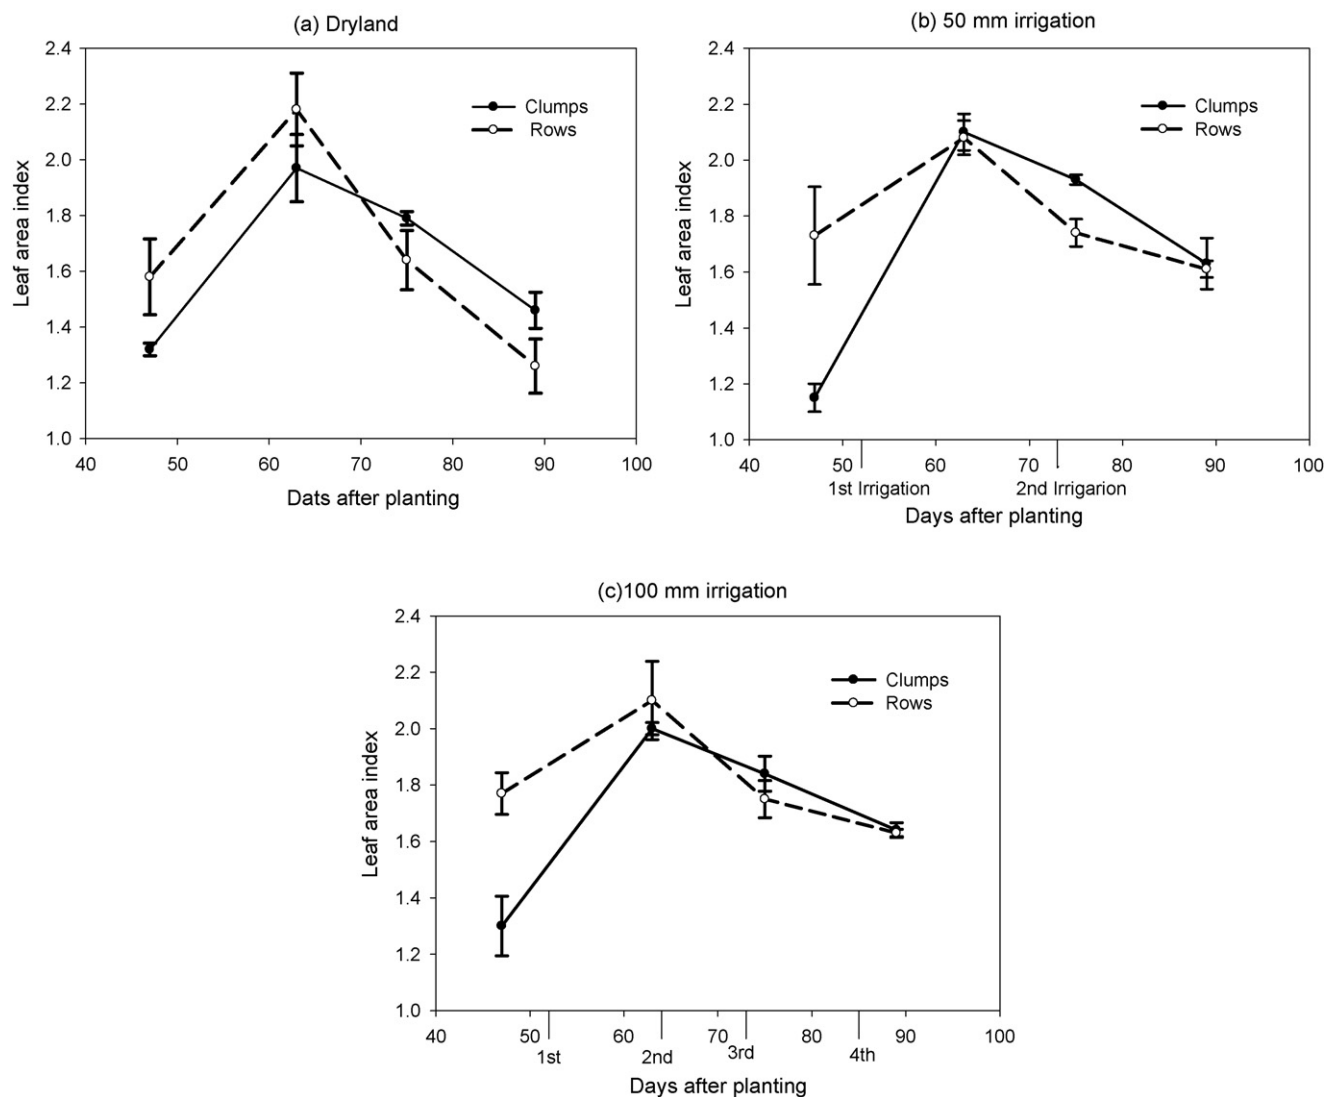 (a) Dryland
2.4
2.2
2.0
1.8
1.6
1.4
1.2
1.0
Leaf area index
Clumps
Rows
40 50 60 70 80 90 100
Dats after planting
(b) 50 mm irrigation
2.4
2.2
2.0
1.8
1.6
1.4
1.2
1.0
Leaf area index
Clumps
Rows
40 50 60 70 80 90 100
1st Irrigation 2nd Irrigarion
Days after planting
(c)100 mm irrigation
2.4
2.2
2.0
1.8
1.6
1.4
1.2
1.0
Leaf area index
Clumps
Rows
40 50 60 70 80 90 100
1st 2nd 3rd 4th
Days after planting